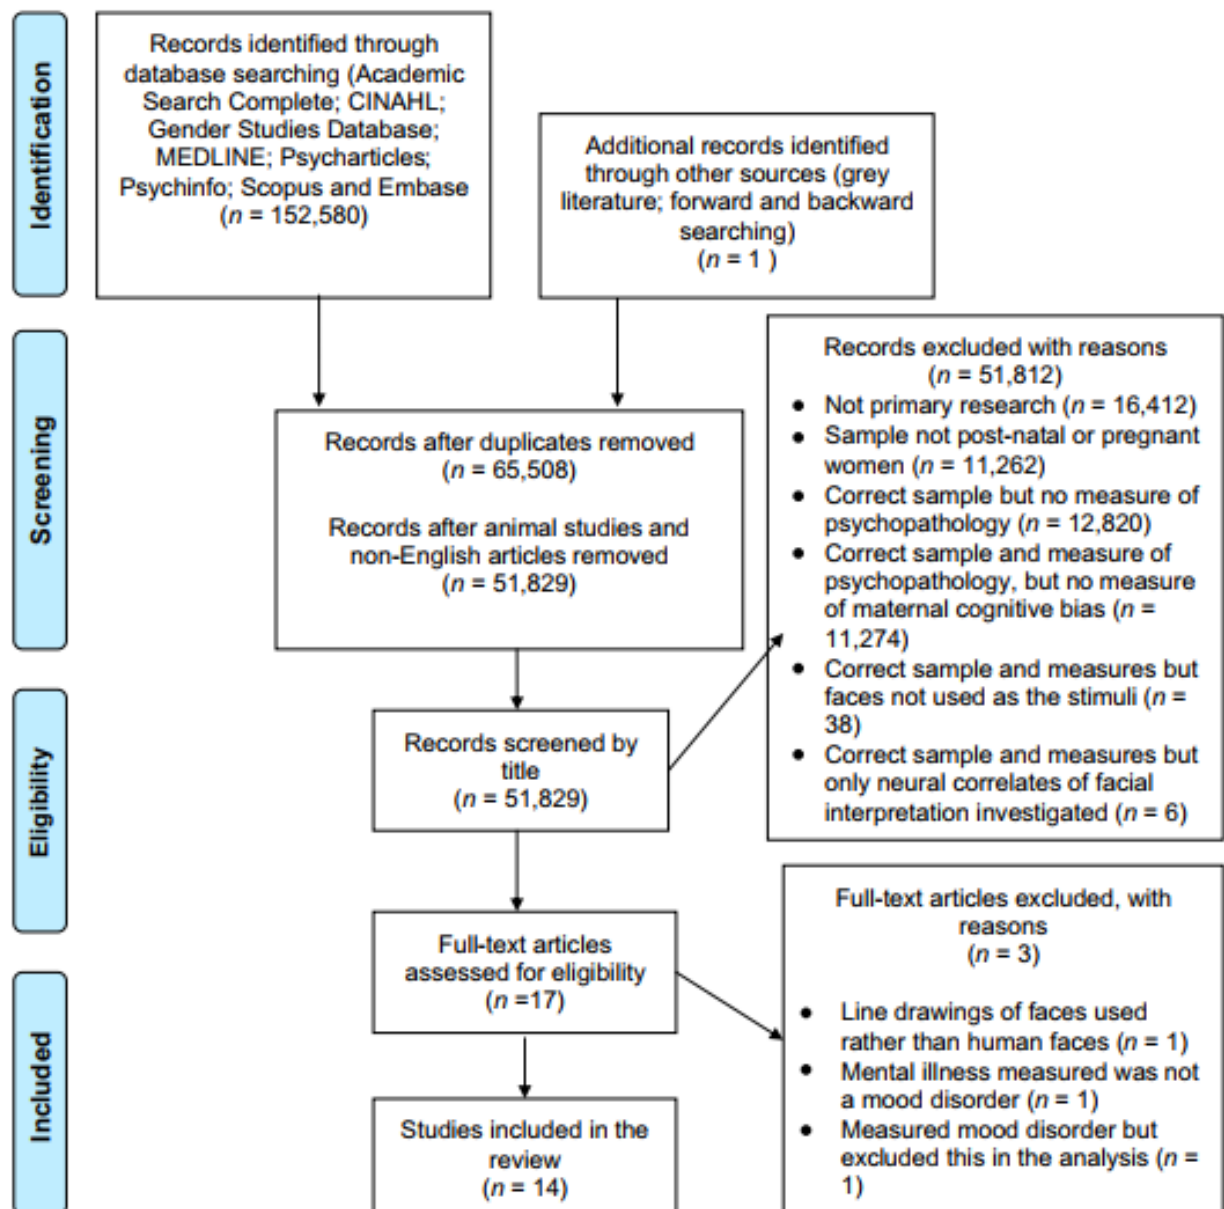 Identification
Records identified through
database searching (Academic
Search Complete; CINAHL;
Gender Studies Database;
MEDLINE; Psycharticles;
Psychinfo; Scopus and Embase
(n = 152,580)
Additional records identified
through other sources (grey
literature; forward and backward
searching)
(n = 1 )
Screening
Records after duplicates removed
(n = 65,508)
Records after animal studies and
non-English articles removed
(n = 51,829)
Records excluded with reasons
(n = 51,812)
• Not primary research (n = 16,412)
• Sample not post-natal or pregnant
women (n = 11,262)
• Correct sample but no measure of
psychopathology (n = 12,820)
• Correct sample and measure of
psychopathology, but no measure
of maternal cognitive bias (n =
11,274)
• Correct sample and measures but
faces not used as the stimuli (n =
38)
• Correct sample and measures but
only neural correlates of facial
interpretation investigated (n = 6)
Eligibility
Records screened by
title
(n = 51,829)
Full-text articles
assessed for eligibility
(n =17)
Full-text articles excluded, with
reasons
(n = 3)
• Line drawings of faces used
rather than human faces (n = 1)
• Mental illness measured was not
a mood disorder (n = 1)
• Measured mood disorder but
excluded this in the analysis (n =
1)
Included
Studies included in the
review
(n = 14)